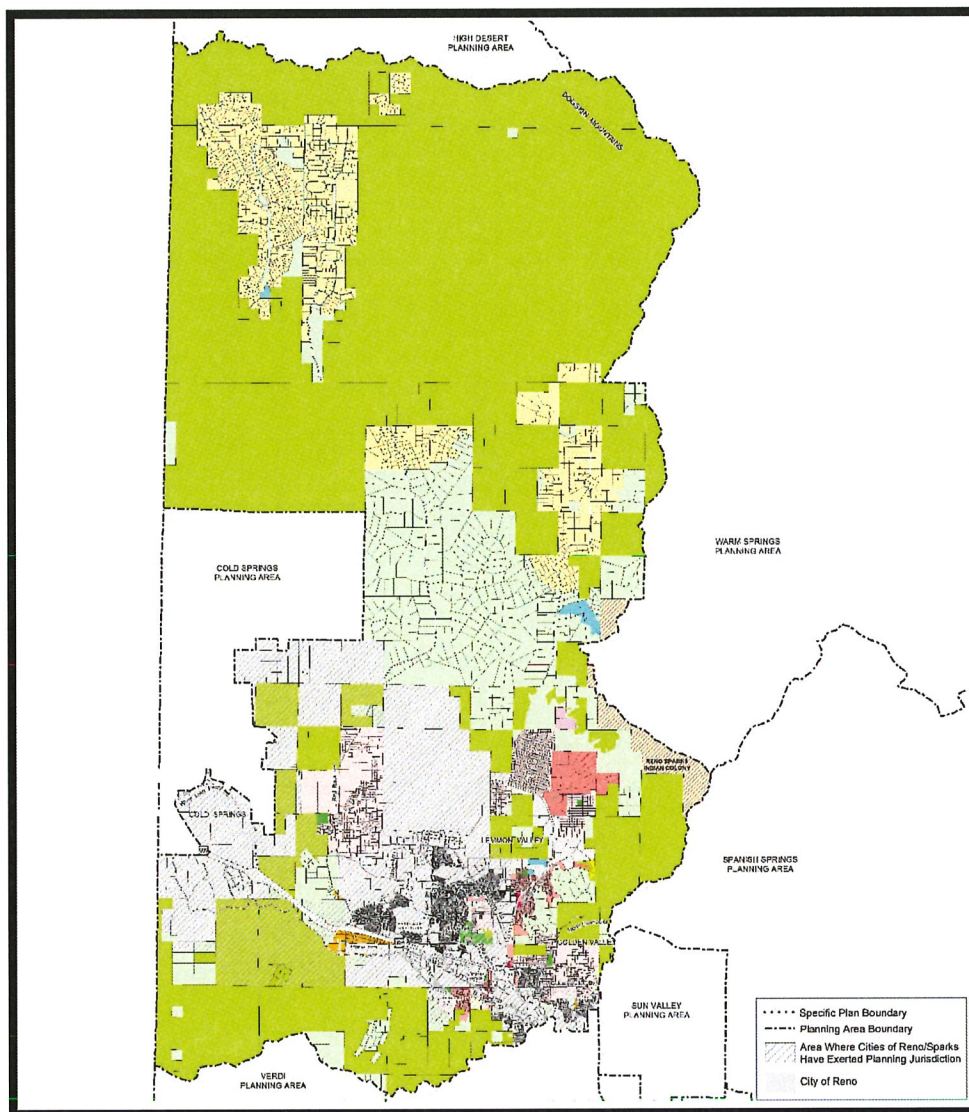 HIGH DESERT
PLANNING AREA
DOGSKIN MOUNTAINS
WARM SPRINGS
PLANNING AREA
COLD SPRINGS
PLANNING AREA
RENO SPARKS
INDIAN COLONY
COLD SPRINGS
LEMMON VALLEY
SPANISH SPRINGS
PLANNING AREA
GOLDEN VALLEY
SUN VALLEY
PLANNING AREA
VERDI
PLANNING AREA
Specific Plan Boundary
Planning Area Boundary
Area Where Cities of Reno/Sparks
Have Exerted Planning Jurisdiction
City of Reno